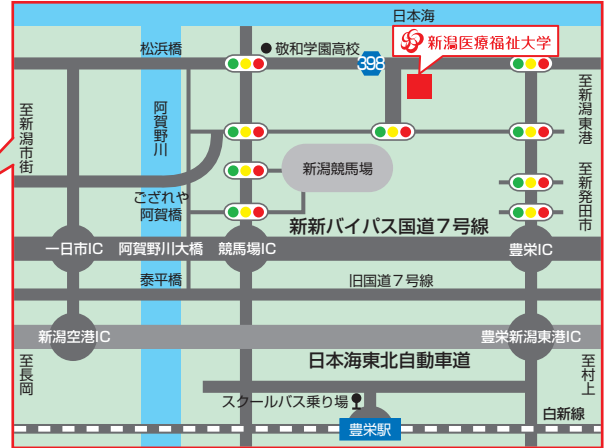 日本海
松浜橋
敬和学園高校
398
新潟医療福祉大学
至新潟市街
阿賀野川
至新潟東港
新潟競馬場
ござれや
阿賀橋
至新発田市
新新バイパス国道7号線
一日市IC
阿賀野川大橋
競馬場IC
豊栄IC
泰平橋
旧国道7号線
新潟空港IC
豊栄新潟東港IC
至長岡
日本海東北自動車道
至村上
スクールバス乗り場
白新線
豊栄駅